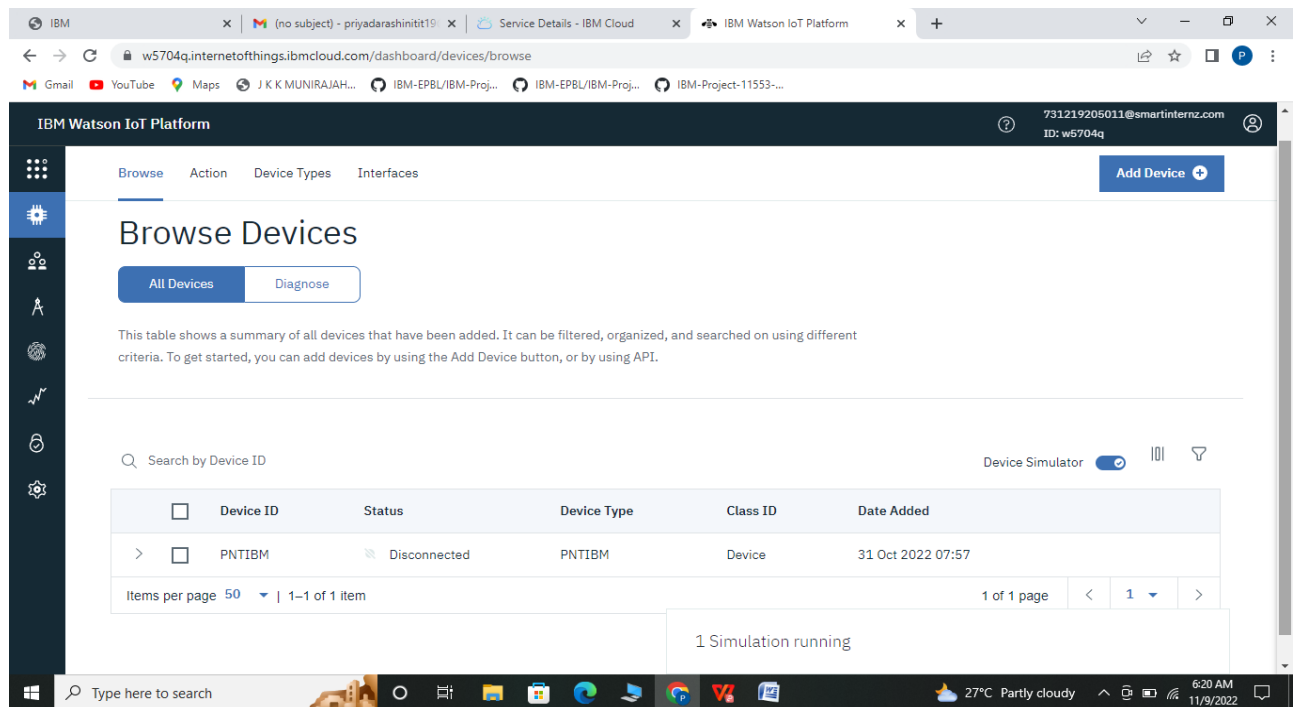 IBM
(no subject) - priyadarashinitit19
Service Details - IBM Cloud
IBM Watson IoT Platform
w5704q.internetofthings.ibmcloud.com/dashboard/devices/browse
P
Gmail
YouTube
Maps
J K K MUNIRAJAH...
IBM-EPBL/IBM-Proj...
IBM-EPBL/IBM-Proj...
IBM-Project-11553-...
IBM Watson IoT Platform
731219205011@smartinternz.com
ID: w5704q
Browse
Action
Device Types
Interfaces
Add Device
Browse Devices
All Devices
Diagnose
This table shows a summary of all devices that have been added. It can be filtered, organized, and searched on using different
criteria. To get started, you can add devices by using the Add Device button, or by using API.
Search by Device ID
Device Simulator
Device ID Status Device Type Class ID Date Added
PNTIBM Disconnected PNTIBM Device 31 Oct 2022 07:57
Items per page 50 | 1–1 of 1 item
1 of 1 page
1
1 Simulation running
Type here to search
27°C Partly cloudy
6:20 AM
11/9/2022